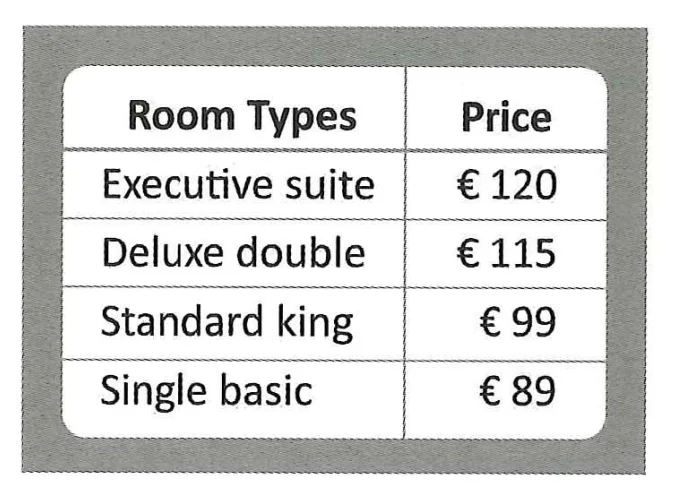 Room Types Price
Executive suite € 120
Deluxe double € 115
Standard king € 99
Single basic € 89